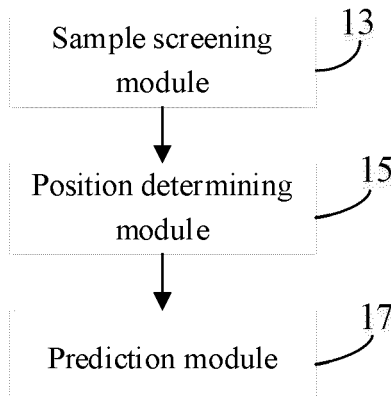 13
Sample screening
module
15
Position determining
module
17
Prediction module